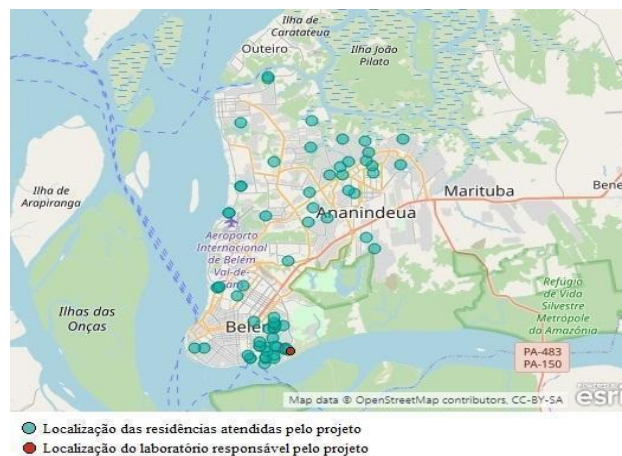 Ilha de
Caratateua
Outeiro
Ilha João
Pilato
Ilha de
Arapiranga
Marituba
Bene
Ananindeua
Aeroporto
Internacional
de Belém
Val-de-
Ilhas das
Onças
Refúgio
de Vida
Silvestre
Metrópole
da Amazônia
Belém
PA-483
PA-150
Map data © OpenStreetMap contributors, CC-BY-SA
esri
Localização das residências atendidas pelo projeto
Localização do laboratório responsável pelo projeto